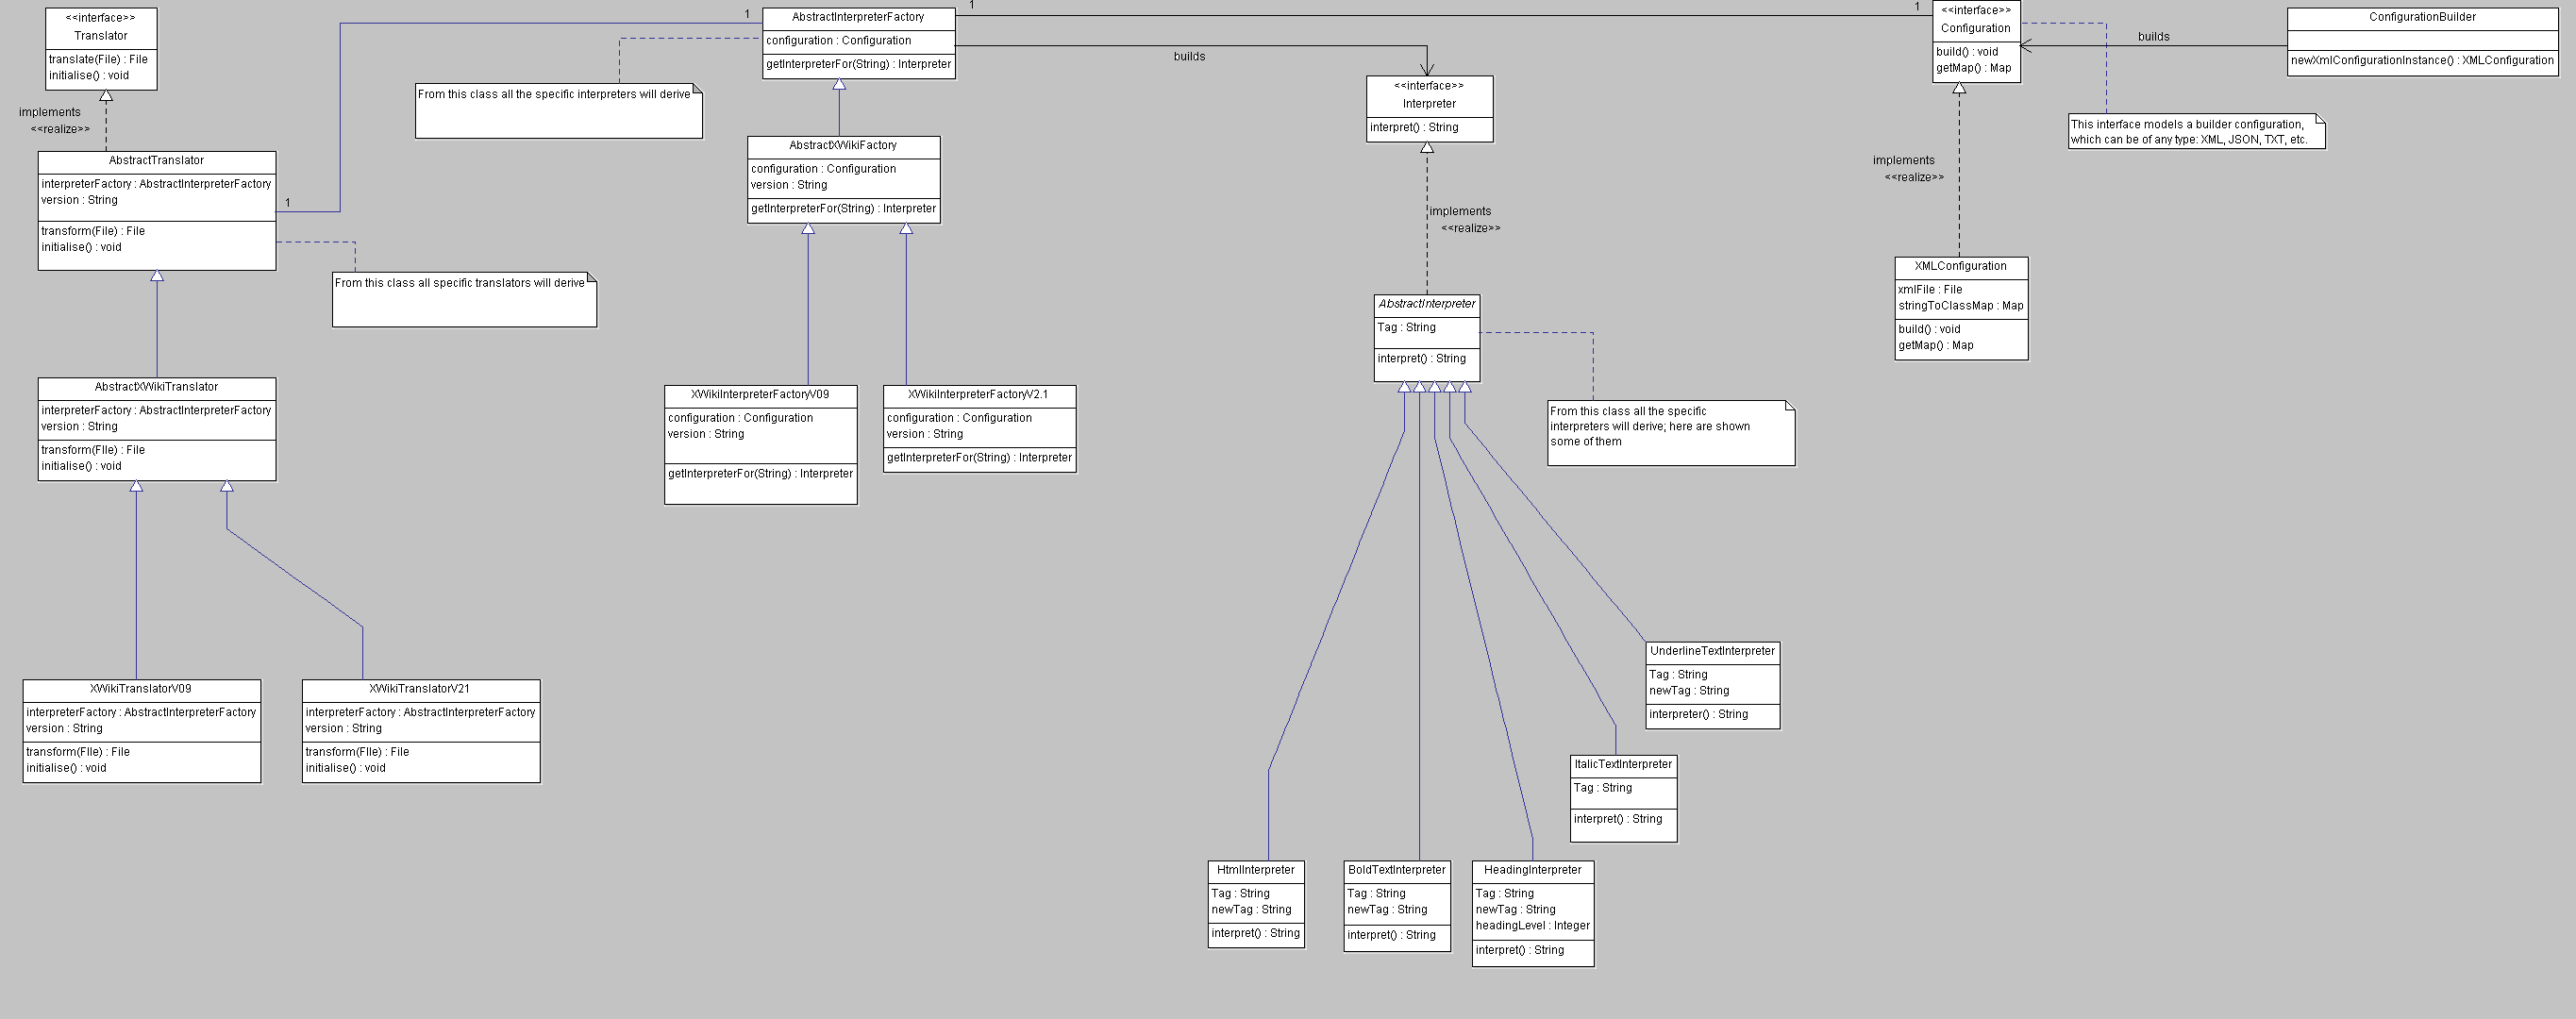 <<interface>>
Translator
translate(File) : File
initialise() : void
implements
<<realize>>
AbstractTranslator
interpreterFactory : AbstractInterpreterFactory
version : String
transform(File) : File
initialise() : void
1
From this class all specific translators will derive
AbstractXWikiTranslator
interpreterFactory : AbstractInterpreterFactory
version : String
transform(FIle) : File
initialise() : void
XWikiTranslatorV09
interpreterFactory : AbstractInterpreterFactory
version : String
transform(FIle) : File
initialise() : void
XWikiTranslatorV21
interpreterFactory : AbstractInterpreterFactory
version : String
transform(FIle) : File
initialise() : void
1
AbstractInterpreterFactory
configuration : Configuration
getInterpreterFor(String) : Interpreter
1
builds
From this class all the specific interpreters will derive
AbstractXWikiFactory
configuration : Configuration
version : String
getInterpreterFor(String) : Interpreter
XWikiInterpreterFactoryV09
configuration : Configuration
version : String
getInterpreterFor(String) : Interpreter
XWikiInterpreterFactoryV2.1
configuration : Configuration
version : String
getInterpreterFor(String) : Interpreter
<<interface>>
Interpreter
interpret() : String
implements
<<realize>>
AbstractInterpreter
Tag : String
interpret() : String
From this class all the specific
interpreters will derive; here are shown
some of them
UnderlineTextInterpreter
Tag : String
newTag : String
interpreter() : String
ItalicTextInterpreter
Tag : String
interpret() : String
HtmlInterpreter
Tag : String
newTag : String
interpret() : String
BoldTextInterpreter
Tag : String
newTag : String
interpret() : String
HeadingInterpreter
Tag : String
newTag : String
headingLevel : Integer
interpret() : String
1
<<interface>>
Configuration
build() : void
getMap() : Map
builds
ConfigurationBuilder
newXmlConfigurationInstance() : XMLConfiguration
This interface models a builder configuration,
which can be of any type: XML, JSON, TXT, etc.
implements
<<realize>>
XMLConfiguration
xmlFile : File
stringToClassMap : Map
build() : void
getMap() : Map